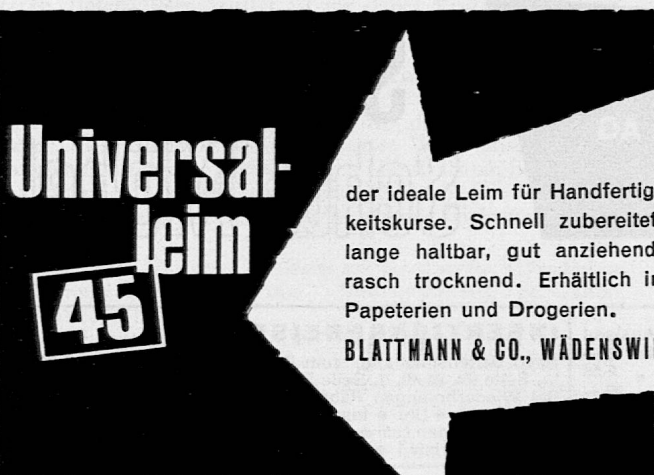 Universal-
leim
45
der ideale Leim für Handfertig
keitskurse. Schnell zubereitet
lange haltbar, gut anziehend
rasch trocknend. Erhältlich i
Papeterien und Drogerien.
BLATTMANN & CO., WÄDENSWI